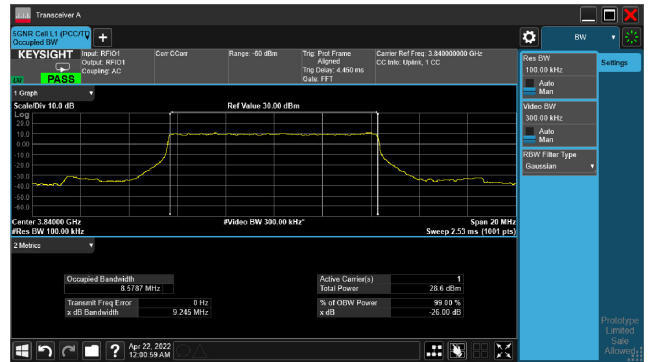 Transceiver A
5GNR Cell L1 (PCC/TD
Occupied BW
BW
KEYSIGHT
PASS
Input: RFIO1
Output: RFIO1
Coupling: AC
Corr CCorr
Range: -60 dBm
Trig: Prot Frame
Aligned
Trig Delay: 4.450 ms
Gate: FFT
Carrier Ref Freq: 3.840000000 GHz
CC Info: Uplink, 1 CC
Res BW
100.00 kHz
Auto
Man
Settings
1 Graph
Scale/Div 10.0 dB
Ref Value 30.00 dBm
Log
20.0
10.0
0.00
-10.0
-20.0
-30.0
-40.0
-50.0
-60.0
Video BW
300.00 kHz
Auto
Man
RBW Filter Type
Gaussian
Center 3.84000 GHz
#Video BW 300.00 kHz*
Span 20 MHz
#Res BW 100.00 kHz
Sweep 2.53 ms (1001 pts)
2 Metrics
Occupied Bandwidth
8.5787 MHz
Active Carrier(s) 1
Total Power 28.6 dBm
Transmit Freq Error 0 Hz
x dB Bandwidth 9.245 MHz
% of OBW Power 99.00 %
x dB -26.00 dB
Prototype
Limited
Sale
Allowed
Apr 22, 2022
12:00:59 AM